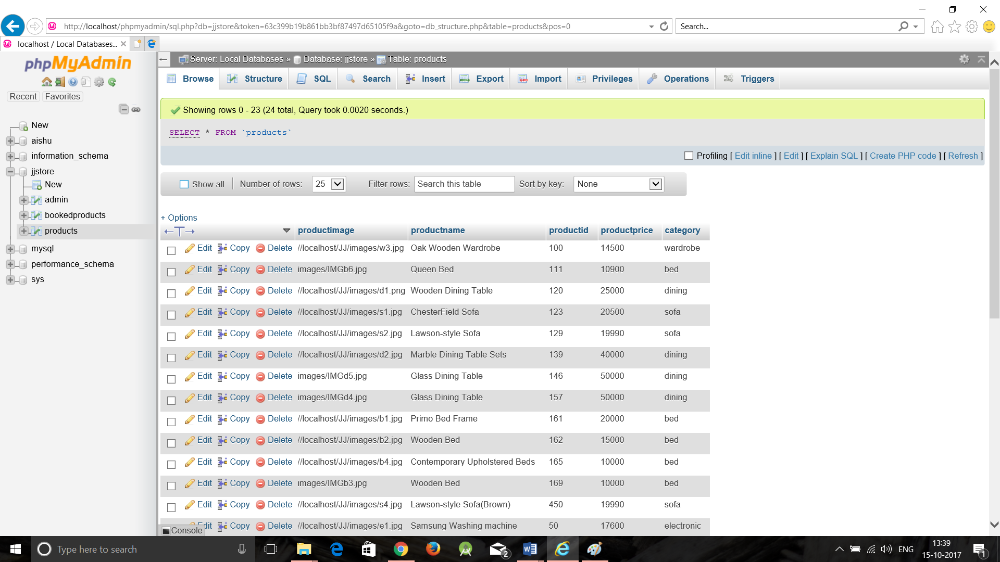 http://localhost/phpmyadmin/sql.php?db=jjstore&token=63c399b19b861bb3bf87497d65105f9a&goto=db_structure.php&table=products&pos=0
Search...
localhost / Local Databases...
phpMyAdmin
Recent Favorites
New
aishu
information_schema
jjstore
New
admin
bookedproducts
products
mysql
performance_schema
sys
Server: Local Databases » Database: jjstore » Table: products
Browse Structure SQL Search Insert Export Import Privileges Operations Triggers
Showing rows 0 - 23 (24 total, Query took 0.0020 seconds.)
SELECT * FROM `products`
Profiling [ Edit inline ] [ Edit ] [ Explain SQL ] [ Create PHP code ] [ Refresh ]
Show all Number of rows: 25 Filter rows: Search this table Sort by key: None
+ Options
←T→ productimage productname productid productprice category
Edit Copy Delete //localhost/JJ/images/w3.jpg Oak Wooden Wardrobe 100 14500 wardrobe
Edit Copy Delete images/IMGb6.jpg Queen Bed 111 10900 bed
Edit Copy Delete //localhost/JJ/images/d1.png Wooden Dining Table 120 25000 dining
Edit Copy Delete //localhost/JJ/images/s1.jpg ChesterField Sofa 123 20500 sofa
Edit Copy Delete //localhost/JJ/images/s2.jpg Lawson-style Sofa 129 19990 sofa
Edit Copy Delete //localhost/JJ/images/d2.jpg Marble Dining Table Sets 139 40000 dining
Edit Copy Delete images/IMGd5.jpg Glass Dining Table 146 50000 dining
Edit Copy Delete images/IMGd4.jpg Glass Dining Table 157 50000 dining
Edit Copy Delete //localhost/JJ/images/b1.jpg Primo Bed Frame 161 20000 bed
Edit Copy Delete //localhost/JJ/images/b2.jpg Wooden Bed 162 15000 bed
Edit Copy Delete //localhost/JJ/images/b4.jpg Contemporary Upholstered Beds 165 10000 bed
Edit Copy Delete images/IMGb3.jpg Wooden Bed 169 10000 bed
Edit Copy Delete //localhost/JJ/images/s4.jpg Lawson-style Sofa(Brown) 450 19990 sofa
Edit Copy Delete //localhost/JJ/images/e1.jpg Samsung Washing machine 50 17600 electronic
Console
Type here to search
2
ENG
13:39
15-10-2017
1